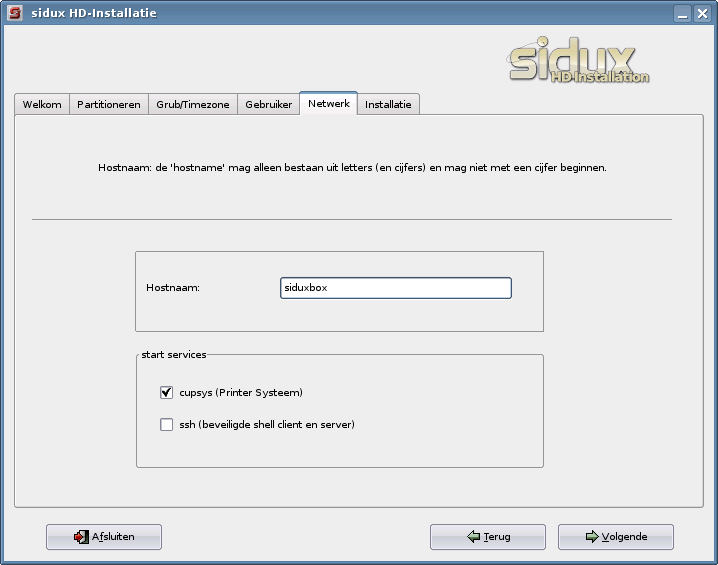 sidux HD-Installatie
sidux
HD-Installation
Welkom Partitioneren Grub/Timezone Gebruiker Netwerk Installatie
Hostnaam: de 'hostname' mag alleen bestaan uit letters (en cijfers) en mag niet met een cijfer beginnen.
Hostnaam: siduxbox
start services
cupsys (Printer Systeem)
ssh (beveiligde shell client en server)
Afsluiten Terug Volgende